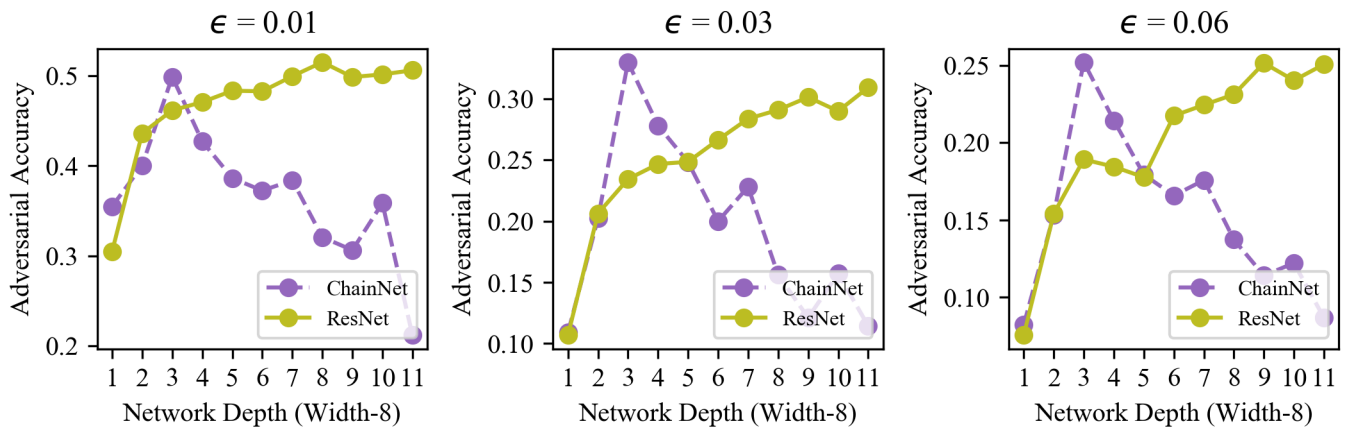 ϵ = 0.01
Adversarial Accuracy
0.5
0.4
0.3
0.2
ChainNet
ResNet
1 2 3 4 5 6 7 8 9 10 11
Network Depth (Width-8)
ϵ = 0.03
Adversarial Accuracy
0.30
0.25
0.20
0.15
0.10
ChainNet
ResNet
1 2 3 4 5 6 7 8 9 10 11
Network Depth (Width-8)
ϵ = 0.06
Adversarial Accuracy
0.25
0.20
0.15
0.10
ChainNet
ResNet
1 2 3 4 5 6 7 8 9 10 11
Network Depth (Width-8)